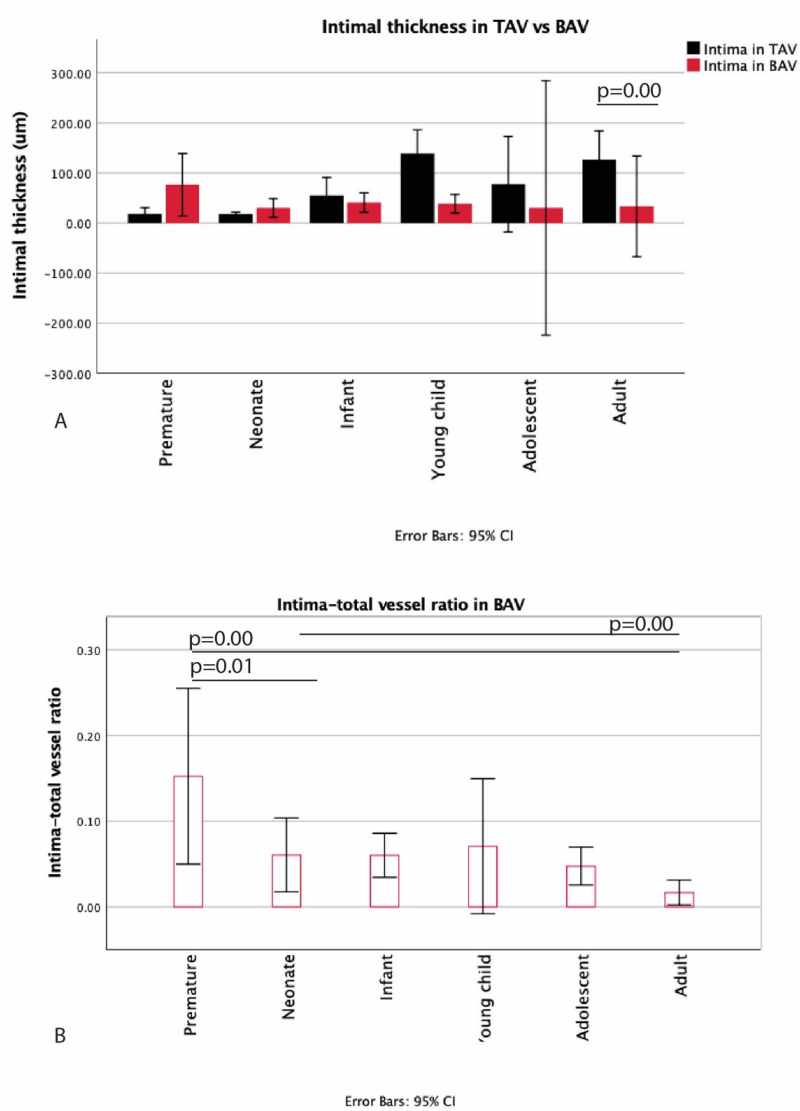 Intimal thickness in TAV vs BAV
Intima in TAV
Intima in BAV
p=0.00
Intimal thickness (um)
300.00
200.00
100.00
0.00
-100.00
-200.00
-300.00
Premature
Neonate
Infant
Young child
Adolescent
Adult
A
Error Bars: 95% CI
Intima-total vessel ratio in BAV
p=0.00
p=0.00
p=0.01
Intima-total vessel ratio
0.30
0.20
0.10
0.00
Premature
Neonate
Infant
Young child
Adolescent
Adult
B
Error Bars: 95% CI